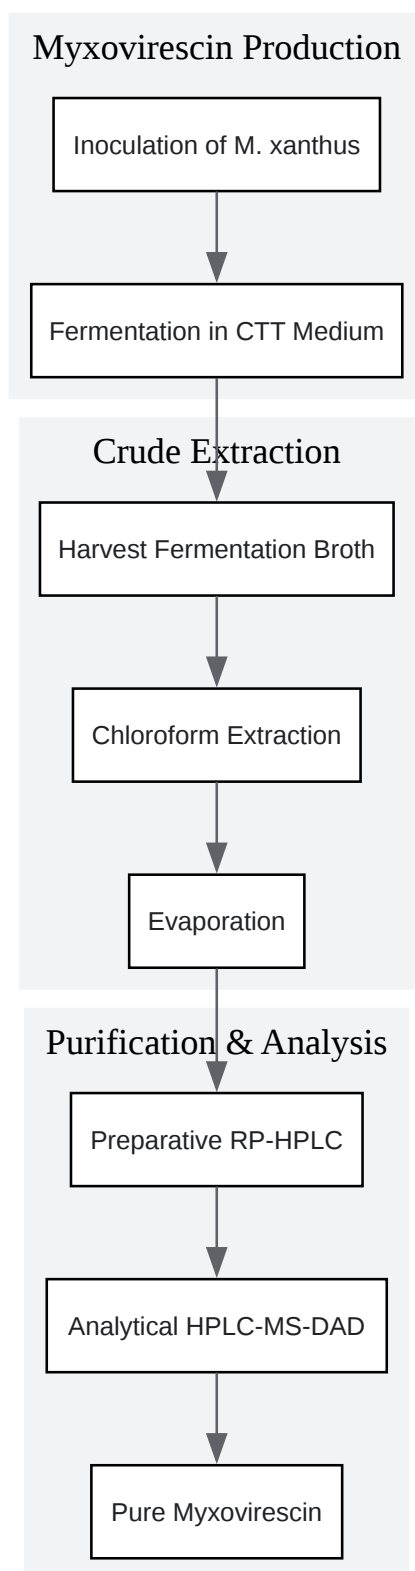 Myxovirescin Production
Inoculation of M. xanthus
Fermentation in CTT Medium
Crude Extraction
Harvest Fermentation Broth
Chloroform Extraction
Evaporation
Purification & Analysis
Preparative RP-HPLC
Analytical HPLC-MS-DAD
Pure Myxovirescin